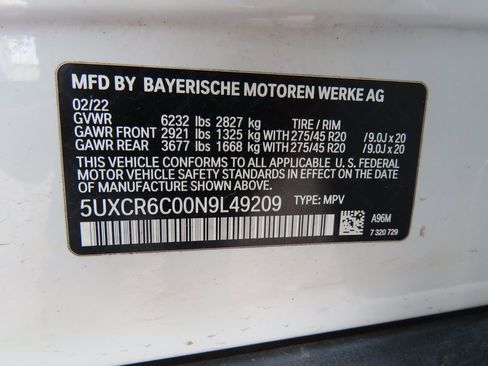 MFD BY BAYERISCHE MOTOREN WERKE AG
02/22
GVWR 6232 lbs 2827 kg TIRE / RIM
GAWR FRONT 2921 lbs 1325 kg WITH 275/45 R20 / 9.0J x 20
GAWR REAR 3677 lbs 1668 kg WITH 275/45 R20 / 9.0J x 20
THIS VEHICLE CONFORMS TO ALL APPLICABLE U. S. FEDERAL
MOTOR VEHICLE SAFETY STANDARDS IN EFFECT ON THE DATE
OF MANUFACTURE SHOWN ABOVE.
5UXCR6C00N9L49209 TYPE: MPV
A96M
7 320 729